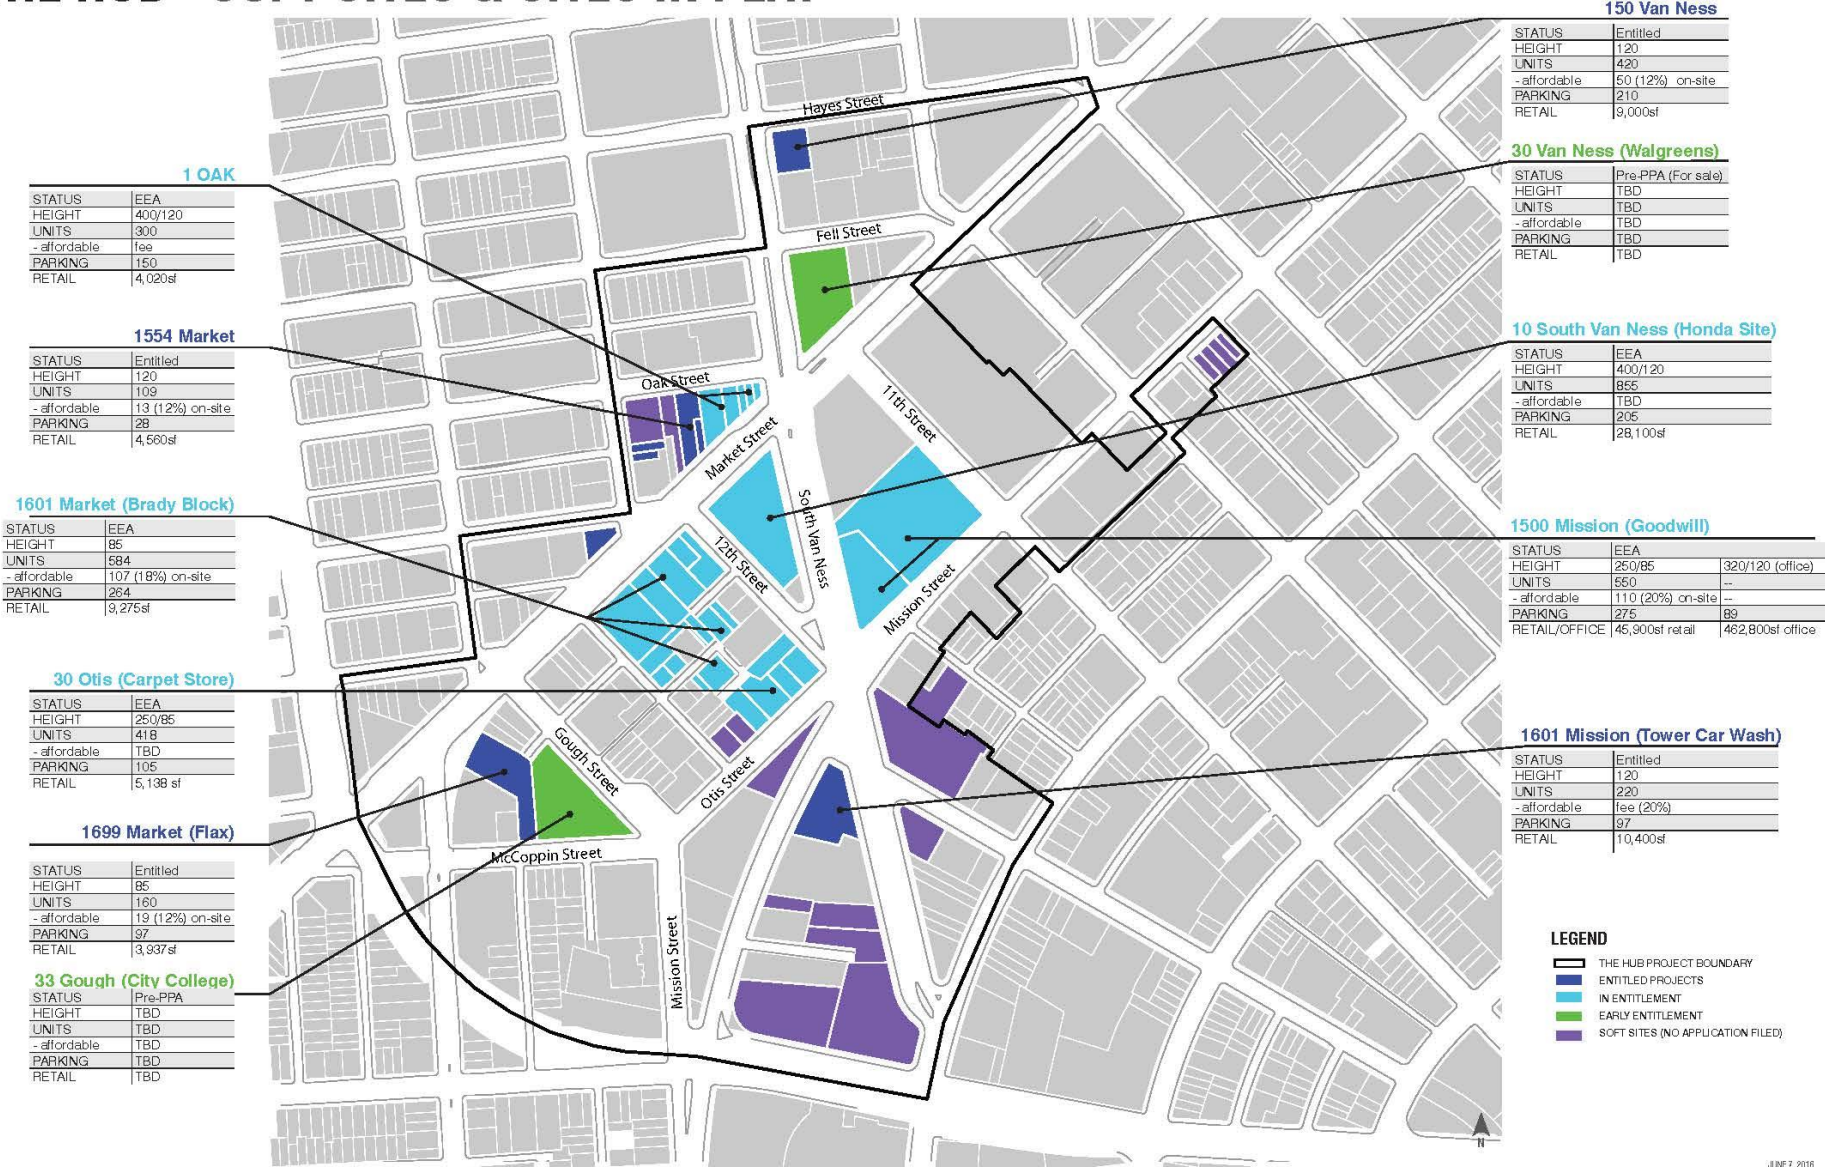 150 Van Ness
STATUS Entitled
HEIGHT 120
UNITS 420
- affordable 50 (12%) on-site
PARKING 210
RETAIL 9,000sf
30 Van Ness (Walgreens)
STATUS Pre-PPA (For sale)
HEIGHT TBD
UNITS TBD
- affordable TBD
PARKING TBD
RETAIL TBD
10 South Van Ness (Honda Site)
STATUS EEA
HEIGHT 400/120
UNITS 855
- affordable TBD
PARKING 205
RETAIL 28,100sf
1500 Mission (Goodwill)
STATUS EEA
HEIGHT 250/85 320/120 (office)
UNITS 550 --
- affordable 110 (20%) on-site --
PARKING 275 89
RETAIL/OFFICE 45,900sf retail 462,800sf office
1601 Mission (Tower Car Wash)
STATUS Entitled
HEIGHT 120
UNITS 220
- affordable fee (20%)
PARKING 97
RETAIL 10,400sf
1 OAK
STATUS EEA
HEIGHT 400/120
UNITS 300
- affordable fee
PARKING 150
RETAIL 4,020sf
1554 Market
STATUS Entitled
HEIGHT 120
UNITS 109
- affordable 13 (12%) on-site
PARKING 28
RETAIL 4,560sf
1601 Market (Brady Block)
STATUS EEA
HEIGHT 85
UNITS 584
- affordable 107 (18%) on-site
PARKING 264
RETAIL 9,275sf
30 Otis (Carpet Store)
STATUS EEA
HEIGHT 250/85
UNITS 418
- affordable TBD
PARKING 105
RETAIL 5,138 sf
1699 Market (Flax)
STATUS Entitled
HEIGHT 85
UNITS 160
- affordable 19 (12%) on-site
PARKING 97
RETAIL 3,937sf
33 Gough (City College)
STATUS Pre-PPA
HEIGHT TBD
UNITS TBD
- affordable TBD
PARKING TBD
RETAIL TBD
Hayes Street
Fell Street
Oak Street
Market Street
11th Street
South Van Ness
12th Street
Mission Street
Gough Street
Otis Street
McCoppin Street
Mission Street
LEGEND
THE HUB PROJECT BOUNDARY
ENTITLED PROJECTS
IN ENTITLEMENT
EARLY ENTITLEMENT
SOFT SITES (NO APPLICATION FILED)
N
JUNE 7, 2016